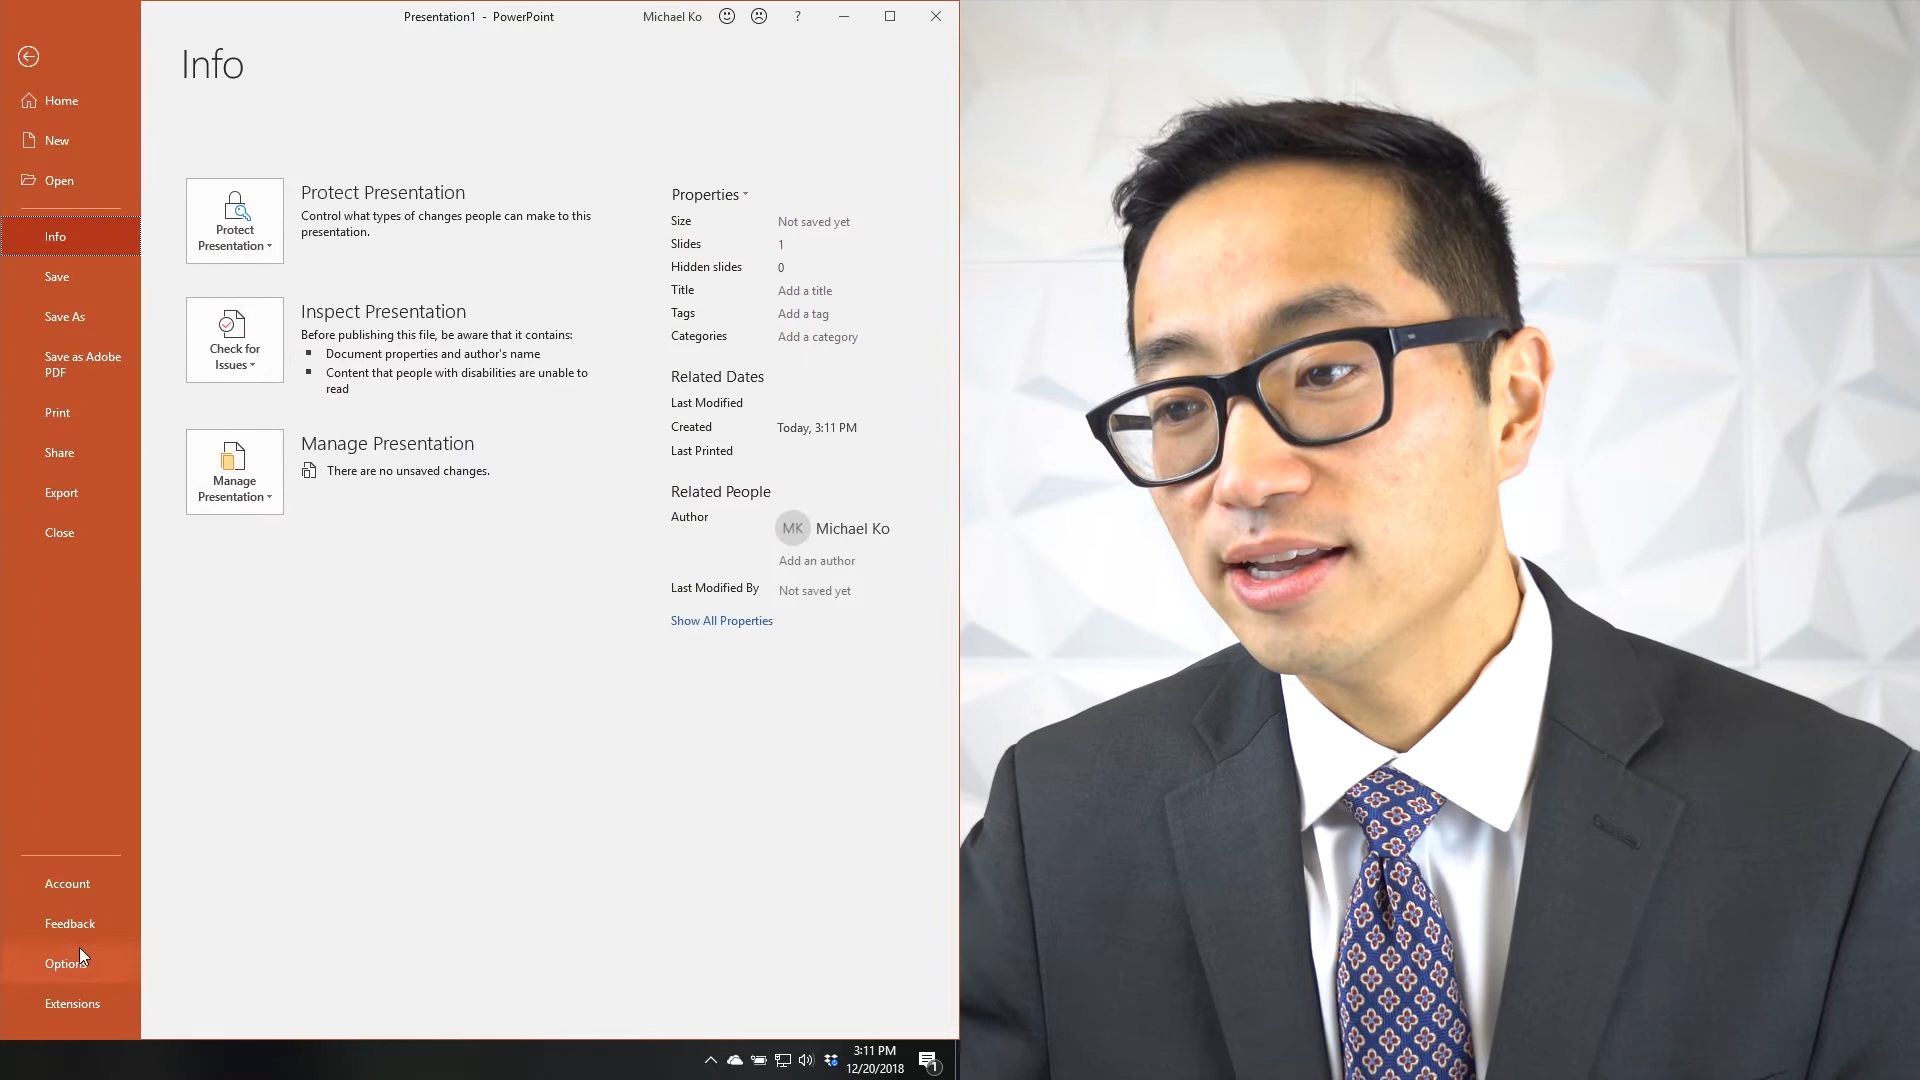 Presentation1 - PowerPoint
Michael Ko
?
Info
Home
New
Open
Info
Save
Save As
Save as Adobe
PDF
Print
Share
Export
Close
Account
Feedback
Options
Extensions
Protect
Presentation
Protect Presentation
Control what types of changes people can make to this
presentation.
Check for
Issues
Inspect Presentation
Before publishing this file, be aware that it contains:
Document properties and author's name
Content that people with disabilities are unable to
read
Manage
Presentation
Manage Presentation
There are no unsaved changes.
Properties
Size Not saved yet
Slides 1
Hidden slides 0
Title Add a title
Tags Add a tag
Categories Add a category
Related Dates
Last Modified
Created Today, 3:11 PM
Last Printed
Related People
Author MK Michael Ko
Add an author
Last Modified By Not saved yet
Show All Properties
3:11 PM
12/20/2018
1